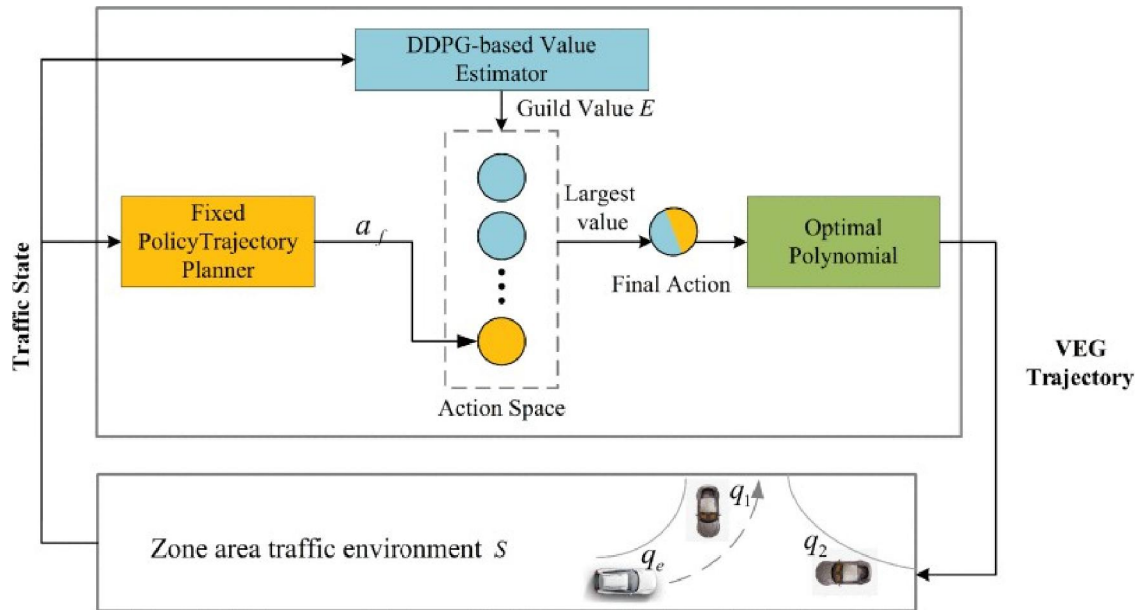 DDPG-based Value
Estimator
Guild Value E
Fixed
PolicyTrajectory
Planner
a f
Largest
value
Final Action
Optimal
Polynomial
Action Space
Traffic State
VEG
Trajectory
Zone area traffic environment S
q1
q2
qe